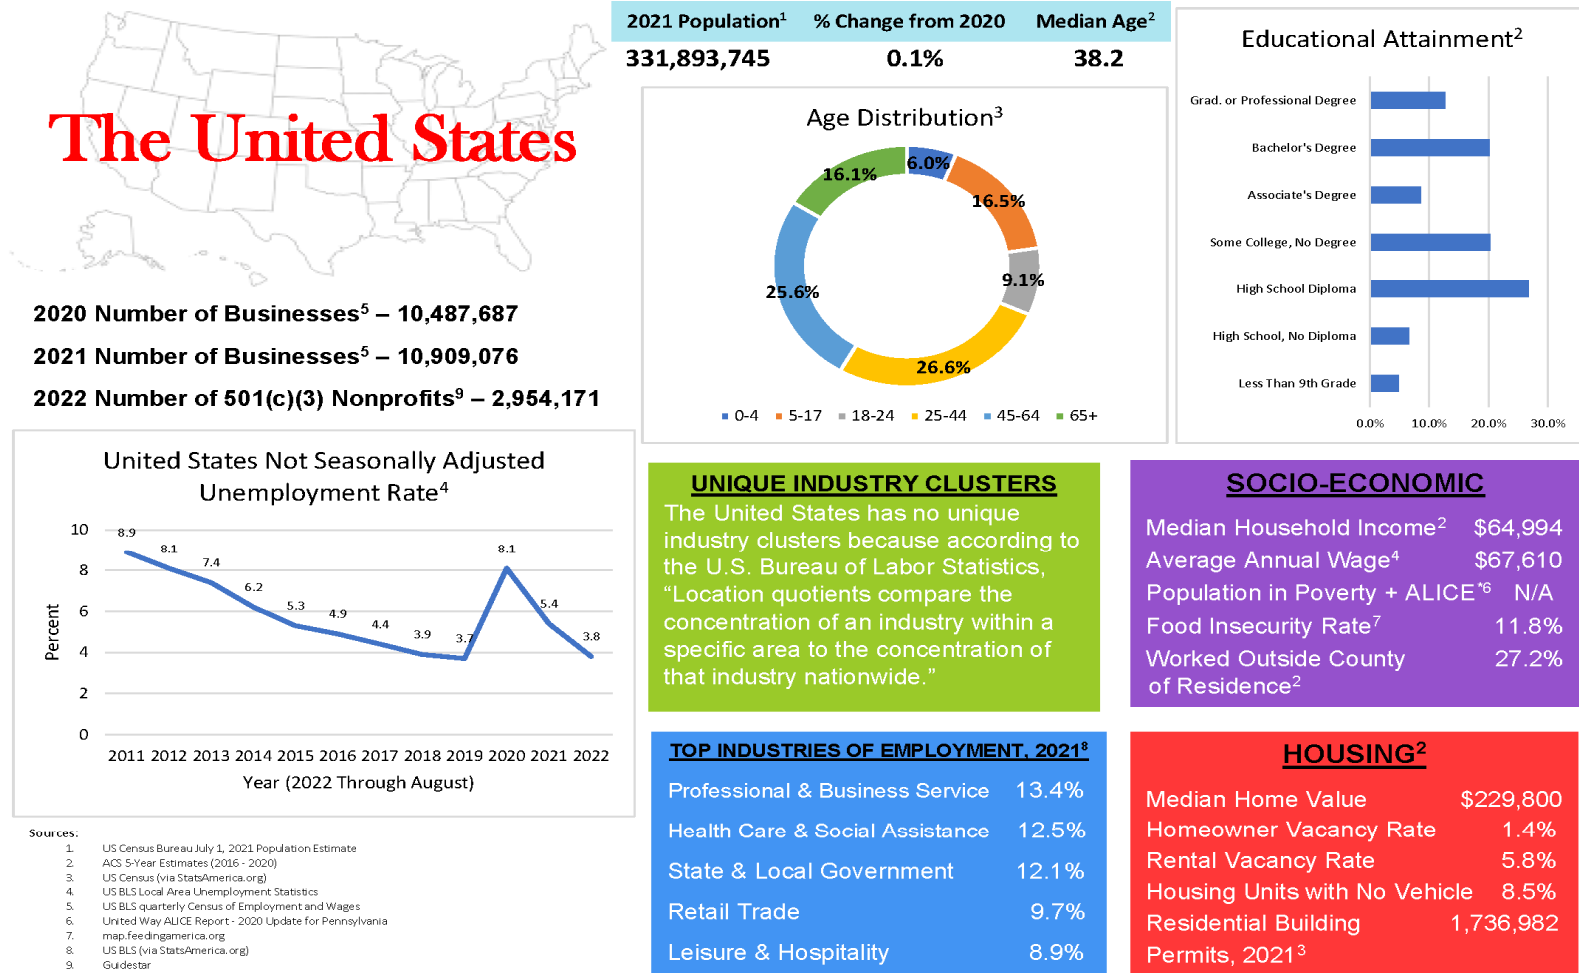 The United States
2020 Number of Businesses⁵ – 10,487,687
2021 Number of Businesses⁵ – 10,909,076
2022 Number of 501(c)(3) Nonprofits⁹ – 2,954,171
2021 Population¹ % Change from 2020 Median Age²
331,893,745 0.1% 38.2
Age Distribution³
6.0%
16.5%
9.1%
26.6%
25.6%
16.1%
0-4 5-17 18-24 25-44 45-64 65+
Educational Attainment²
Grad. or Professional Degree
Bachelor's Degree
Associate's Degree
Some College, No Degree
High School Diploma
High School, No Diploma
Less Than 9th Grade
0.0% 10.0% 20.0% 30.0%
United States Not Seasonally Adjusted
Unemployment Rate⁴
Percent
10
8
6
4
2
0
8.9 8.1 7.4 6.2 5.3 4.9 4.4 3.9 3.7 8.1 5.4 3.8
2011 2012 2013 2014 2015 2016 2017 2018 2019 2020 2021 2022
Year (2022 Through August)
UNIQUE INDUSTRY CLUSTERS
The United States has no unique
industry clusters because according to
the U.S. Bureau of Labor Statistics,
“Location quotients compare the
concentration of an industry within a
specific area to the concentration of
that industry nationwide.”
SOCIO-ECONOMIC
Median Household Income² $64,994
Average Annual Wage⁴ $67,610
Population in Poverty + ALICE*⁶ N/A
Food Insecurity Rate⁷ 11.8%
Worked Outside County 27.2%
of Residence²
TOP INDUSTRIES OF EMPLOYMENT, 2021⁸
Professional & Business Service 13.4%
Health Care & Social Assistance 12.5%
State & Local Government 12.1%
Retail Trade 9.7%
Leisure & Hospitality 8.9%
HOUSING²
Median Home Value $229,800
Homeowner Vacancy Rate 1.4%
Rental Vacancy Rate 5.8%
Housing Units with No Vehicle 8.5%
Residential Building 1,736,982
Permits, 2021³
Sources:
1. US Census Bureau July 1, 2021 Population Estimate
2. ACS 5-Year Estimates (2016 - 2020)
3. US Census (via StatsAmerica.org)
4. US BLS Local Area Unemployment Statistics
5. US BLS quarterly Census of Employment and Wages
6. United Way ALICE Report - 2020 Update for Pennsylvania
7. map.feedingamerica.org
8. US BLS (via StatsAmerica.org)
9. Guidestar